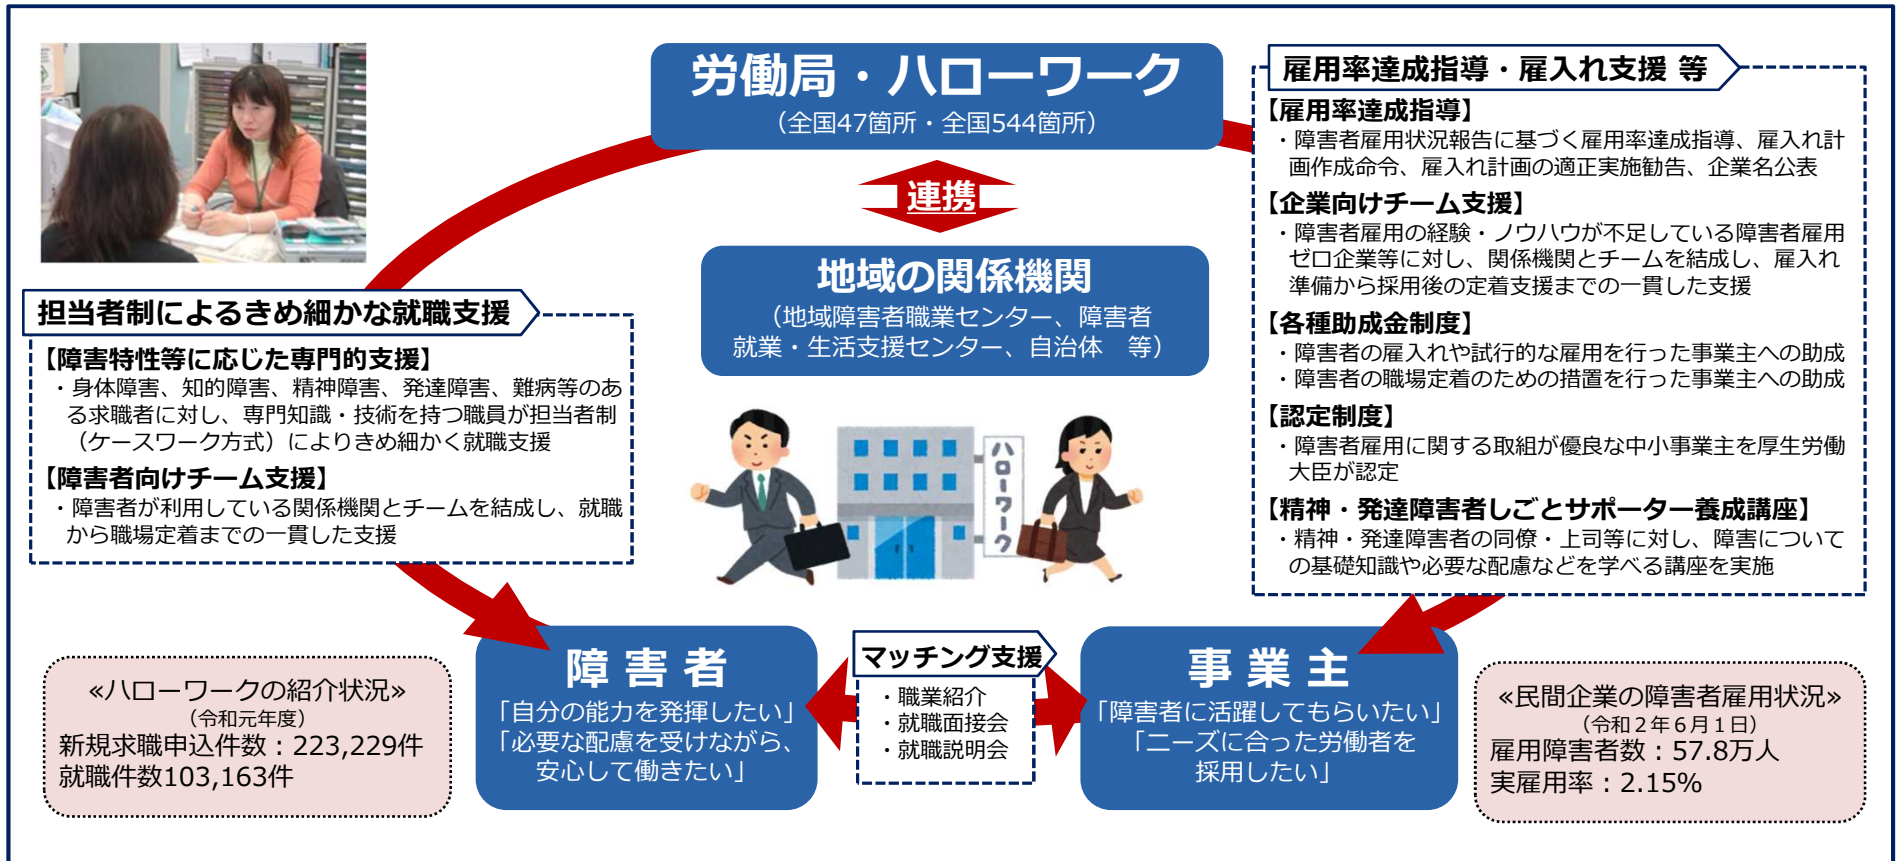 労働局・ハローワーク
（全国47箇所・全国544箇所）
連携
地域の関係機関
（地域障害者職業センター、障害者
就業・生活支援センター、自治体　等）
ハローワーク
担当者制によるきめ細かな就職支援
【障害特性等に応じた専門的支援】
・身体障害、知的障害、精神障害、発達障害、難病等のあ
る求職者に対し、専門知識・技術を持つ職員が担当者制
（ケースワーク方式）によりきめ細かく就職支援
【障害者向けチーム支援】
・障害者が利用している関係機関とチームを結成し、就職
から職場定着までの一貫した支援
雇用率達成指導・雇入れ支援 等
【雇用率達成指導】
・障害者雇用状況報告に基づく雇用率達成指導、雇入れ計
画作成命令、雇入れ計画の適正実施勧告、企業名公表
【企業向けチーム支援】
・障害者雇用の経験・ノウハウが不足している障害者雇用
ゼロ企業等に対し、関係機関とチームを結成し、雇入れ
準備から採用後の定着支援までの一貫した支援
【各種助成金制度】
・障害者の雇入れや試行的な雇用を行った事業主への助成
・障害者の職場定着のための措置を行った事業主への助成
【認定制度】
・障害者雇用に関する取組が優良な中小事業主を厚生労働
大臣が認定
【精神・発達障害者しごとサポーター養成講座】
・精神・発達障害者の同僚・上司等に対し、障害について
の基礎知識や必要な配慮などを学べる講座を実施
≪ハローワークの紹介状況≫
（令和元年度）
新規求職申込件数：223,229件
就職件数103,163件
障 害 者
「自分の能力を発揮したい」
「必要な配慮を受けながら、
安心して働きたい」
マッチング支援
・職業紹介
・就職面接会
・就職説明会
事 業 主
「障害者に活躍してもらいたい」
「ニーズに合った労働者を
採用したい」
≪民間企業の障害者雇用状況≫
（令和２年６月１日）
雇用障害者数：57.8万人
実雇用率：2.15%